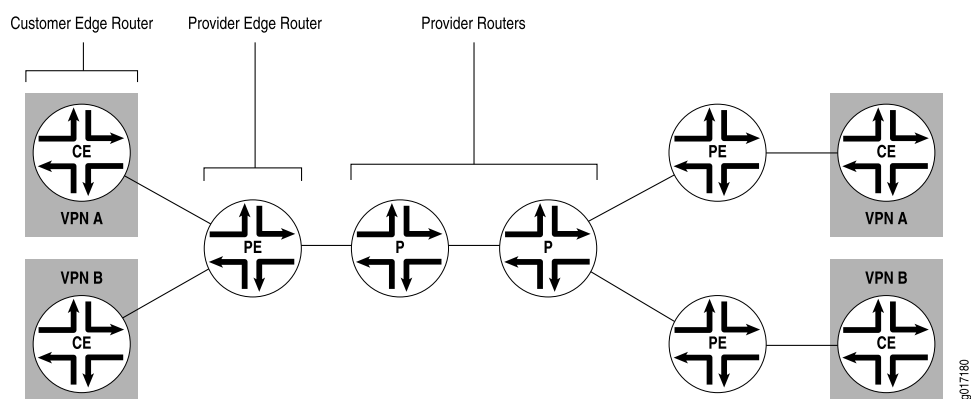 Customer Edge Router
Provider Edge Router
Provider Routers
CE
VPN A
PE
CE
VPN A
PE
P
P
VPN B
CE
PE
VPN B
CE
g017180